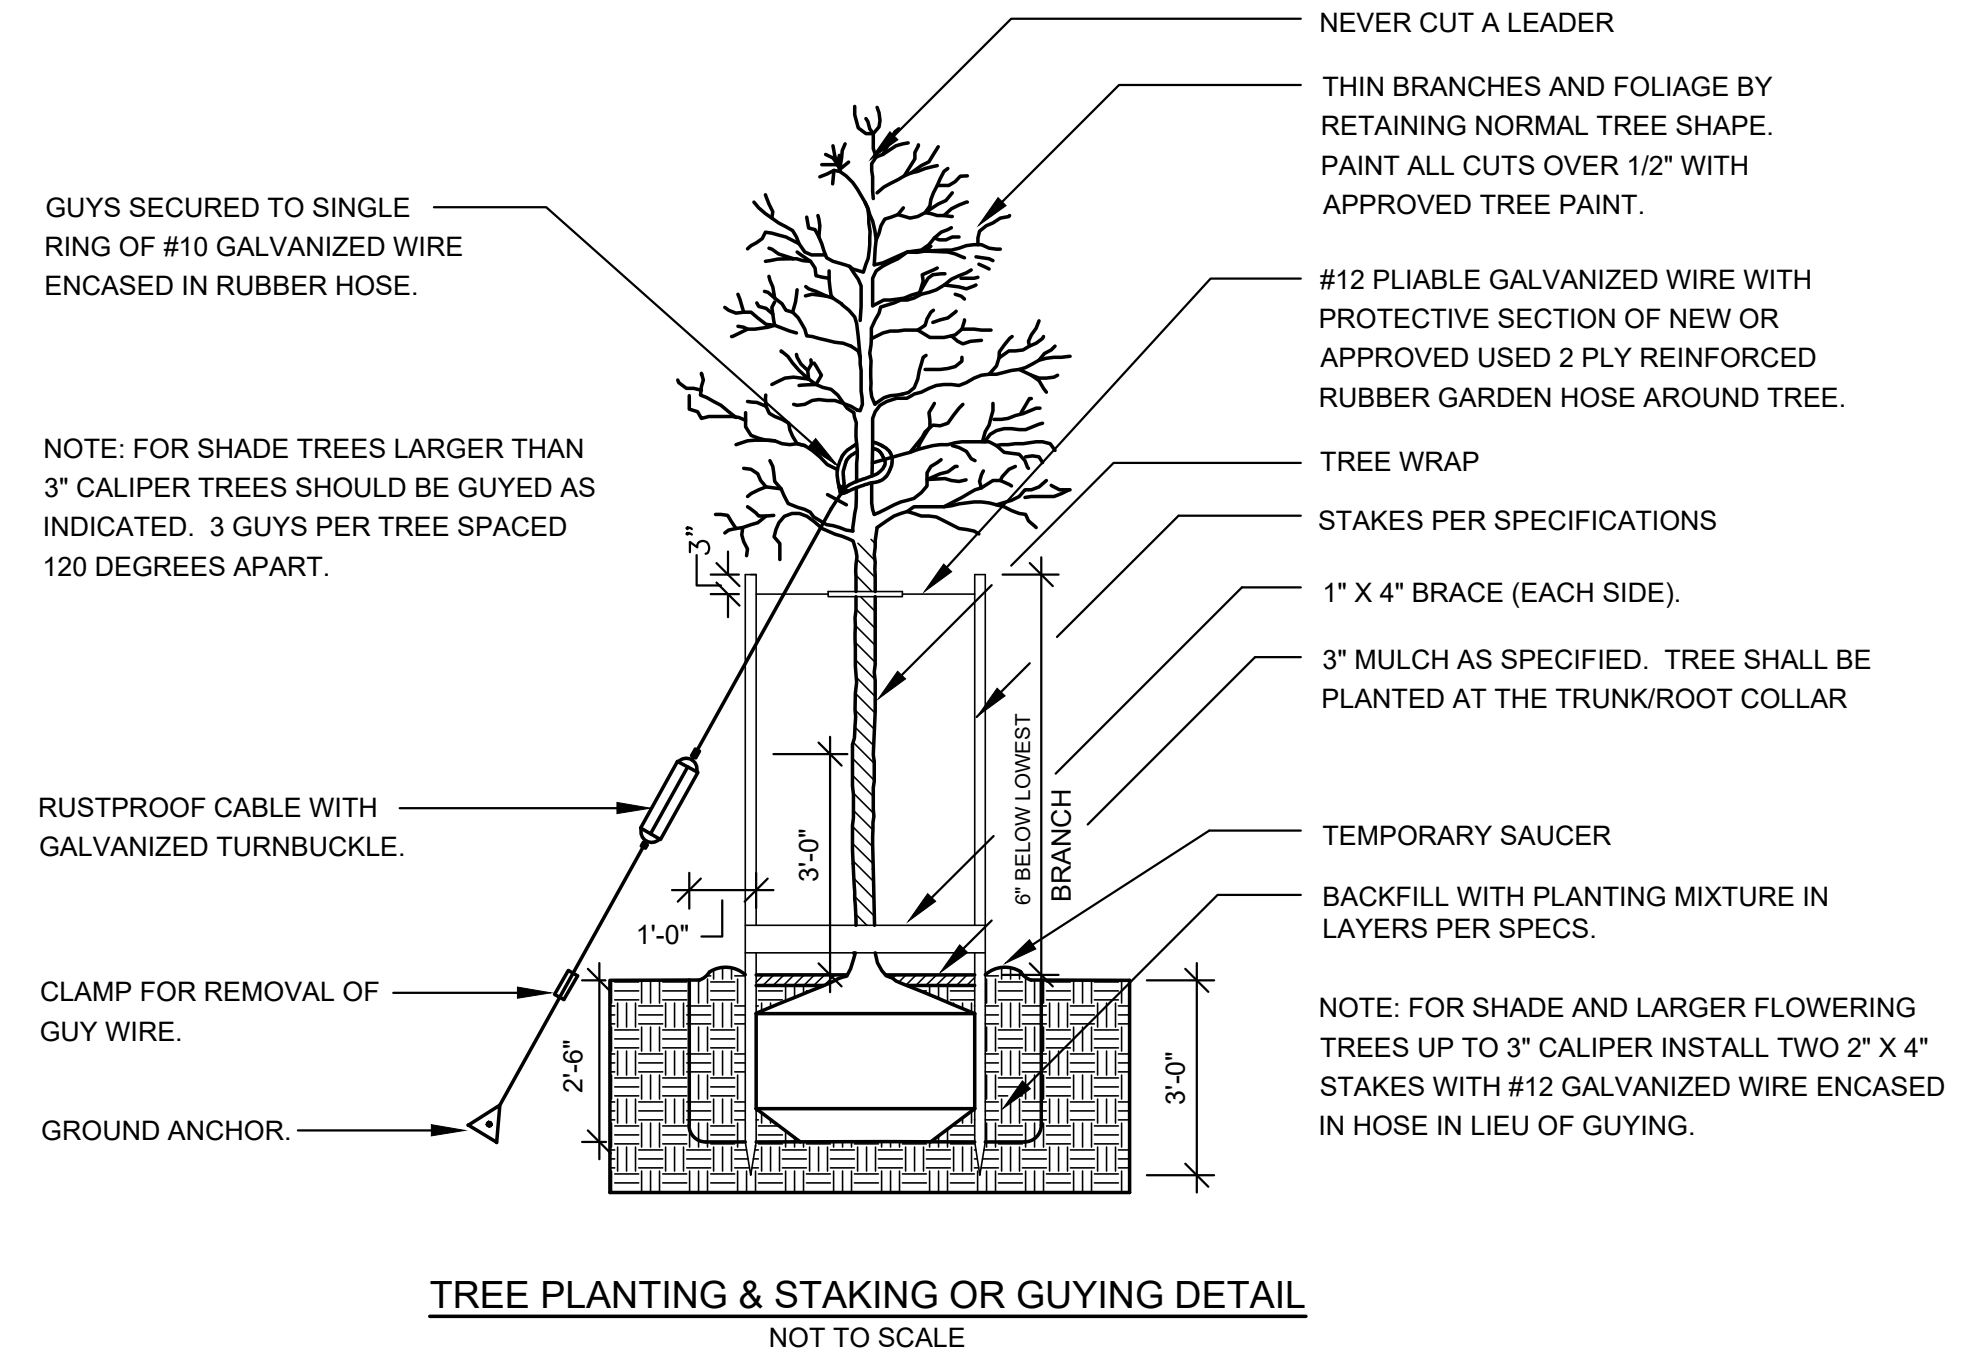 NEVER CUT A LEADER
THIN BRANCHES AND FOLIAGE BY
RETAINING NORMAL TREE SHAPE.
PAINT ALL CUTS OVER 1/2" WITH
APPROVED TREE PAINT.
GUYS SECURED TO SINGLE
RING OF #10 GALVANIZED WIRE
ENCASED IN RUBBER HOSE.
#12 PLIABLE GALVANIZED WIRE WITH
PROTECTIVE SECTION OF NEW OR
APPROVED USED 2 PLY REINFORCED
RUBBER GARDEN HOSE AROUND TREE.
NOTE: FOR SHADE TREES LARGER THAN
3" CALIPER TREES SHOULD BE GUYED AS
INDICATED.  3 GUYS PER TREE SPACED
120 DEGREES APART.
TREE WRAP
STAKES PER SPECIFICATIONS
3"
1" X 4" BRACE (EACH SIDE).
3" MULCH AS SPECIFIED.  TREE SHALL BE
PLANTED AT THE TRUNK/ROOT COLLAR
6" BELOW LOWEST
BRANCH
RUSTPROOF CABLE WITH
GALVANIZED TURNBUCKLE.
3'-0"
TEMPORARY SAUCER
1'-0"
BACKFILL WITH PLANTING MIXTURE IN
LAYERS PER SPECS.
CLAMP FOR REMOVAL OF
GUY WIRE.
2'-6"
3'-0"
NOTE: FOR SHADE AND LARGER FLOWERING
TREES UP TO 3" CALIPER INSTALL TWO 2" X 4"
STAKES WITH #12 GALVANIZED WIRE ENCASED
IN HOSE IN LIEU OF GUYING.
GROUND ANCHOR.
TREE PLANTING & STAKING OR GUYING DETAIL
NOT TO SCALE